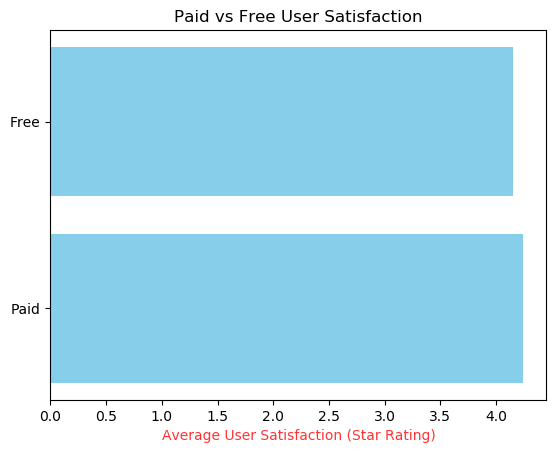 Paid vs Free User Satisfaction
Free
Paid
0.0 0.5 1.0 1.5 2.0 2.5 3.0 3.5 4.0
Average User Satisfaction (Star Rating)